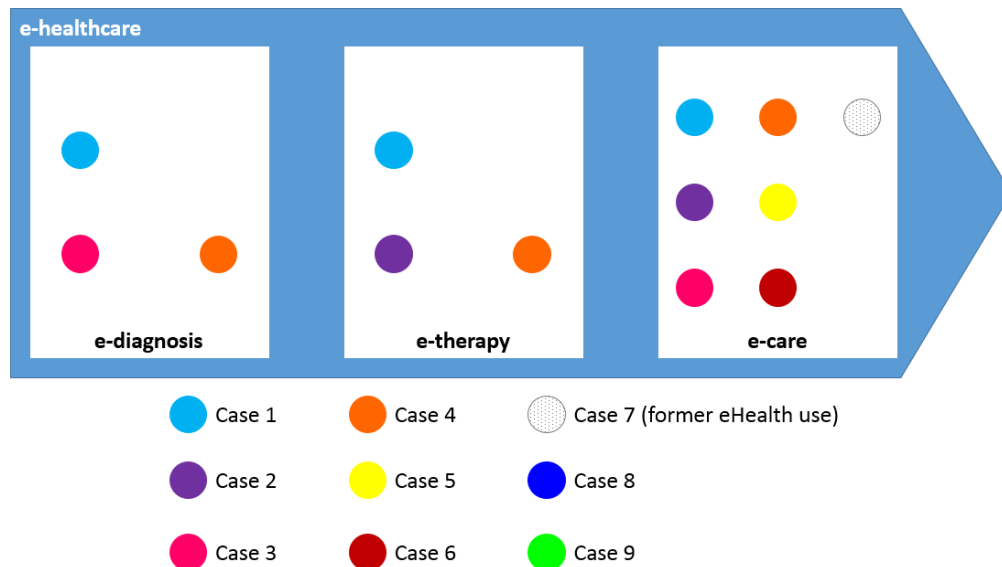 e-healthcare
e-diagnosis
e-therapy
e-care
Case 1
Case 4
Case 7 (former eHealth use)
Case 2
Case 5
Case 8
Case 3
Case 6
Case 9